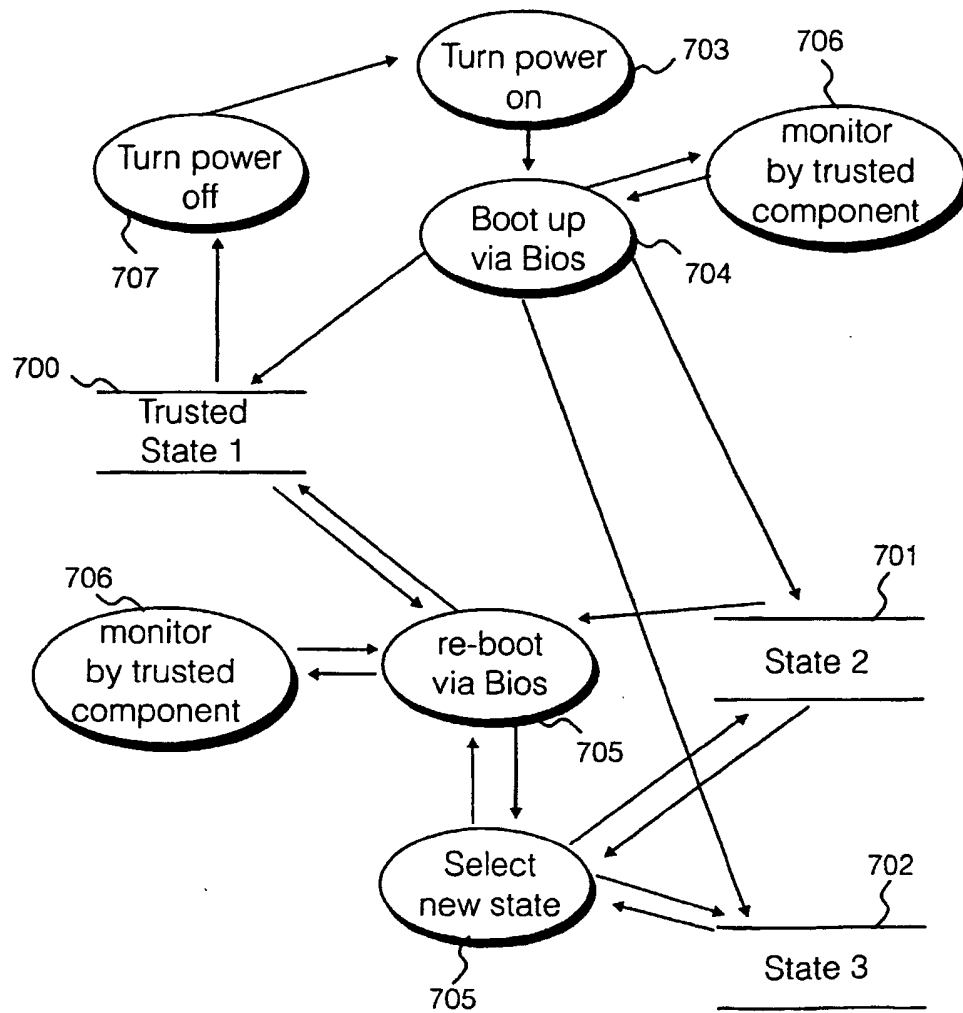 Turn power
on
703
706
monitor
by trusted
component
Turn power
off
707
Boot up
via Bios
704
700
Trusted
State 1
706
monitor
by trusted
component
re-boot
via Bios
705
701
State 2
Select
new state
705
702
State 3